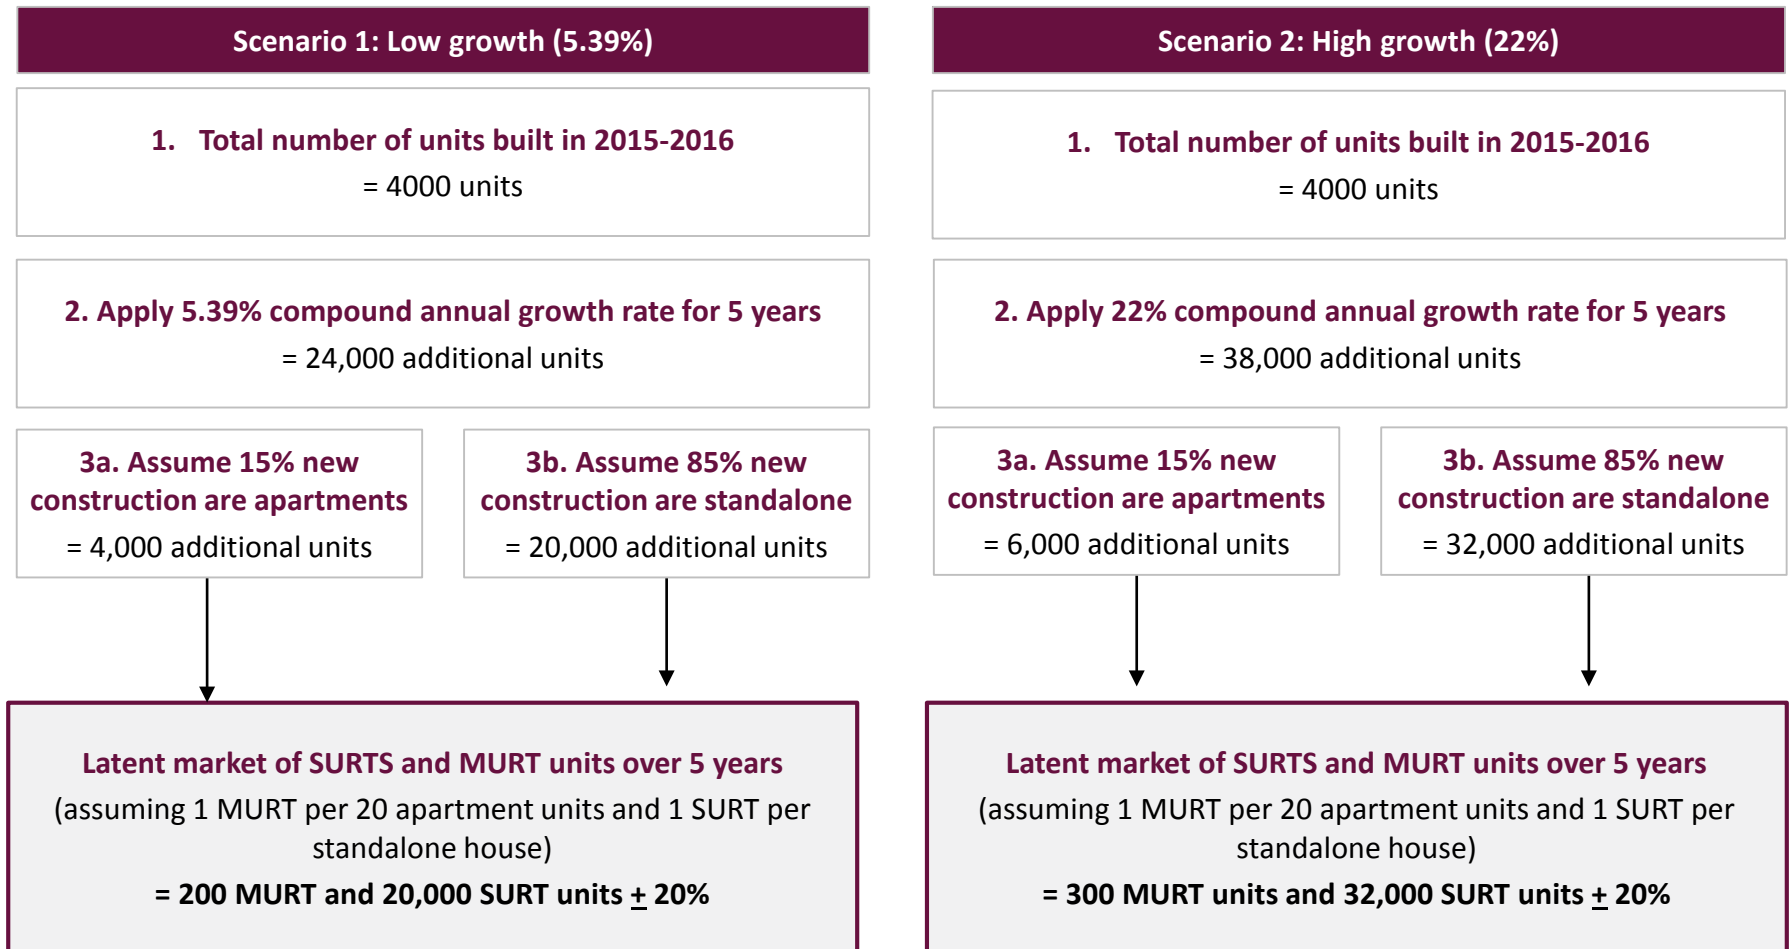 Scenario 1: Low growth (5.39%)
1. Total number of units built in 2015-2016
= 4000 units
2. Apply 5.39% compound annual growth rate for 5 years
= 24,000 additional units
3a. Assume 15% new
construction are apartments
= 4,000 additional units
3b. Assume 85% new
construction are standalone
= 20,000 additional units
Latent market of SURTS and MURT units over 5 years
(assuming 1 MURT per 20 apartment units and 1 SURT per
standalone house)
= 200 MURT and 20,000 SURT units ± 20%
Scenario 2: High growth (22%)
1. Total number of units built in 2015-2016
= 4000 units
2. Apply 22% compound annual growth rate for 5 years
= 38,000 additional units
3a. Assume 15% new
construction are apartments
= 6,000 additional units
3b. Assume 85% new
construction are standalone
= 32,000 additional units
Latent market of SURTS and MURT units over 5 years
(assuming 1 MURT per 20 apartment units and 1 SURT per
standalone house)
= 300 MURT units and 32,000 SURT units ± 20%